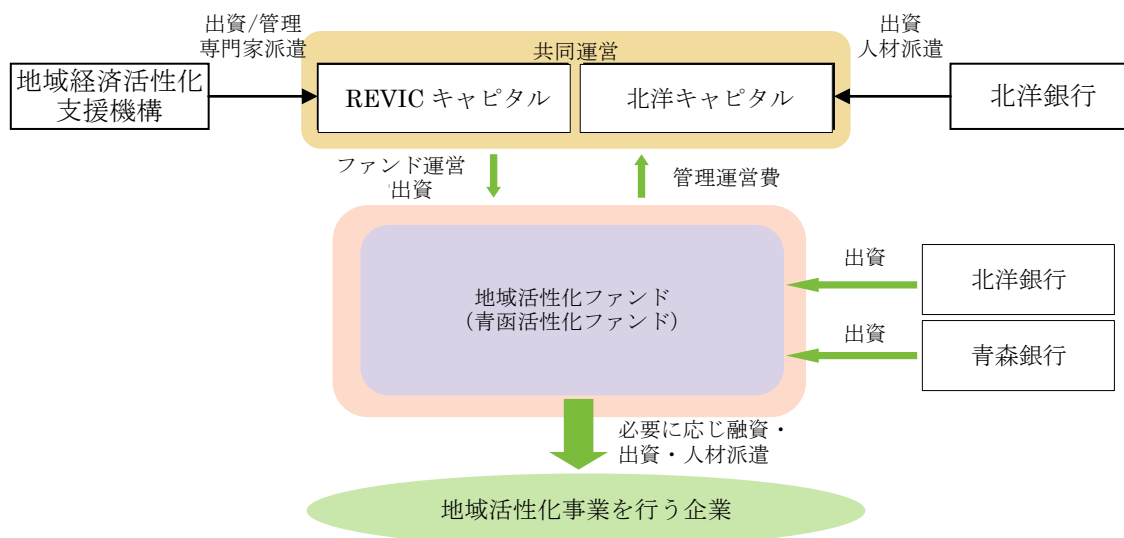 出資/管理
専門家派遣
共同運営
出資
人材派遣
地域経済活性化
支援機構
REVIC キャピタル
北洋キャピタル
北洋銀行
ファンド運営
出資
管理運営費
地域活性化ファンド
（青函活性化ファンド）
出資
北洋銀行
出資
青森銀行
必要に応じ融資・
出資・人材派遣
地域活性化事業を行う企業